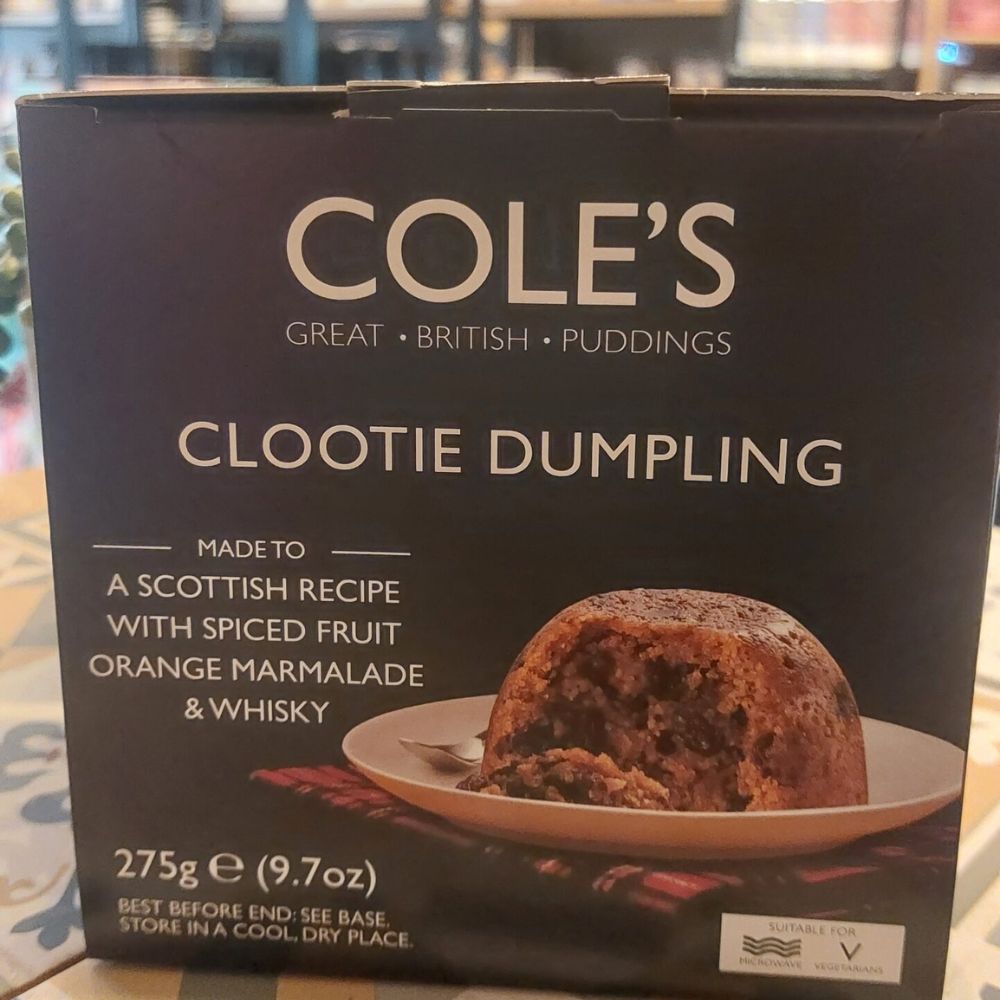 COLE'S
GREAT • BRITISH • PUDDINGS
CLOOTIE DUMPLING
MADE TO
A SCOTTISH RECIPE
WITH SPICED FRUIT
ORANGE MARMALADE
& WHISKY
275g ℮ (9.7oz)
BEST BEFORE END: SEE BASE.
STORE IN A COOL, DRY PLACE.
SUITABLE FOR
V
MICROWAVE VEGETARIANS